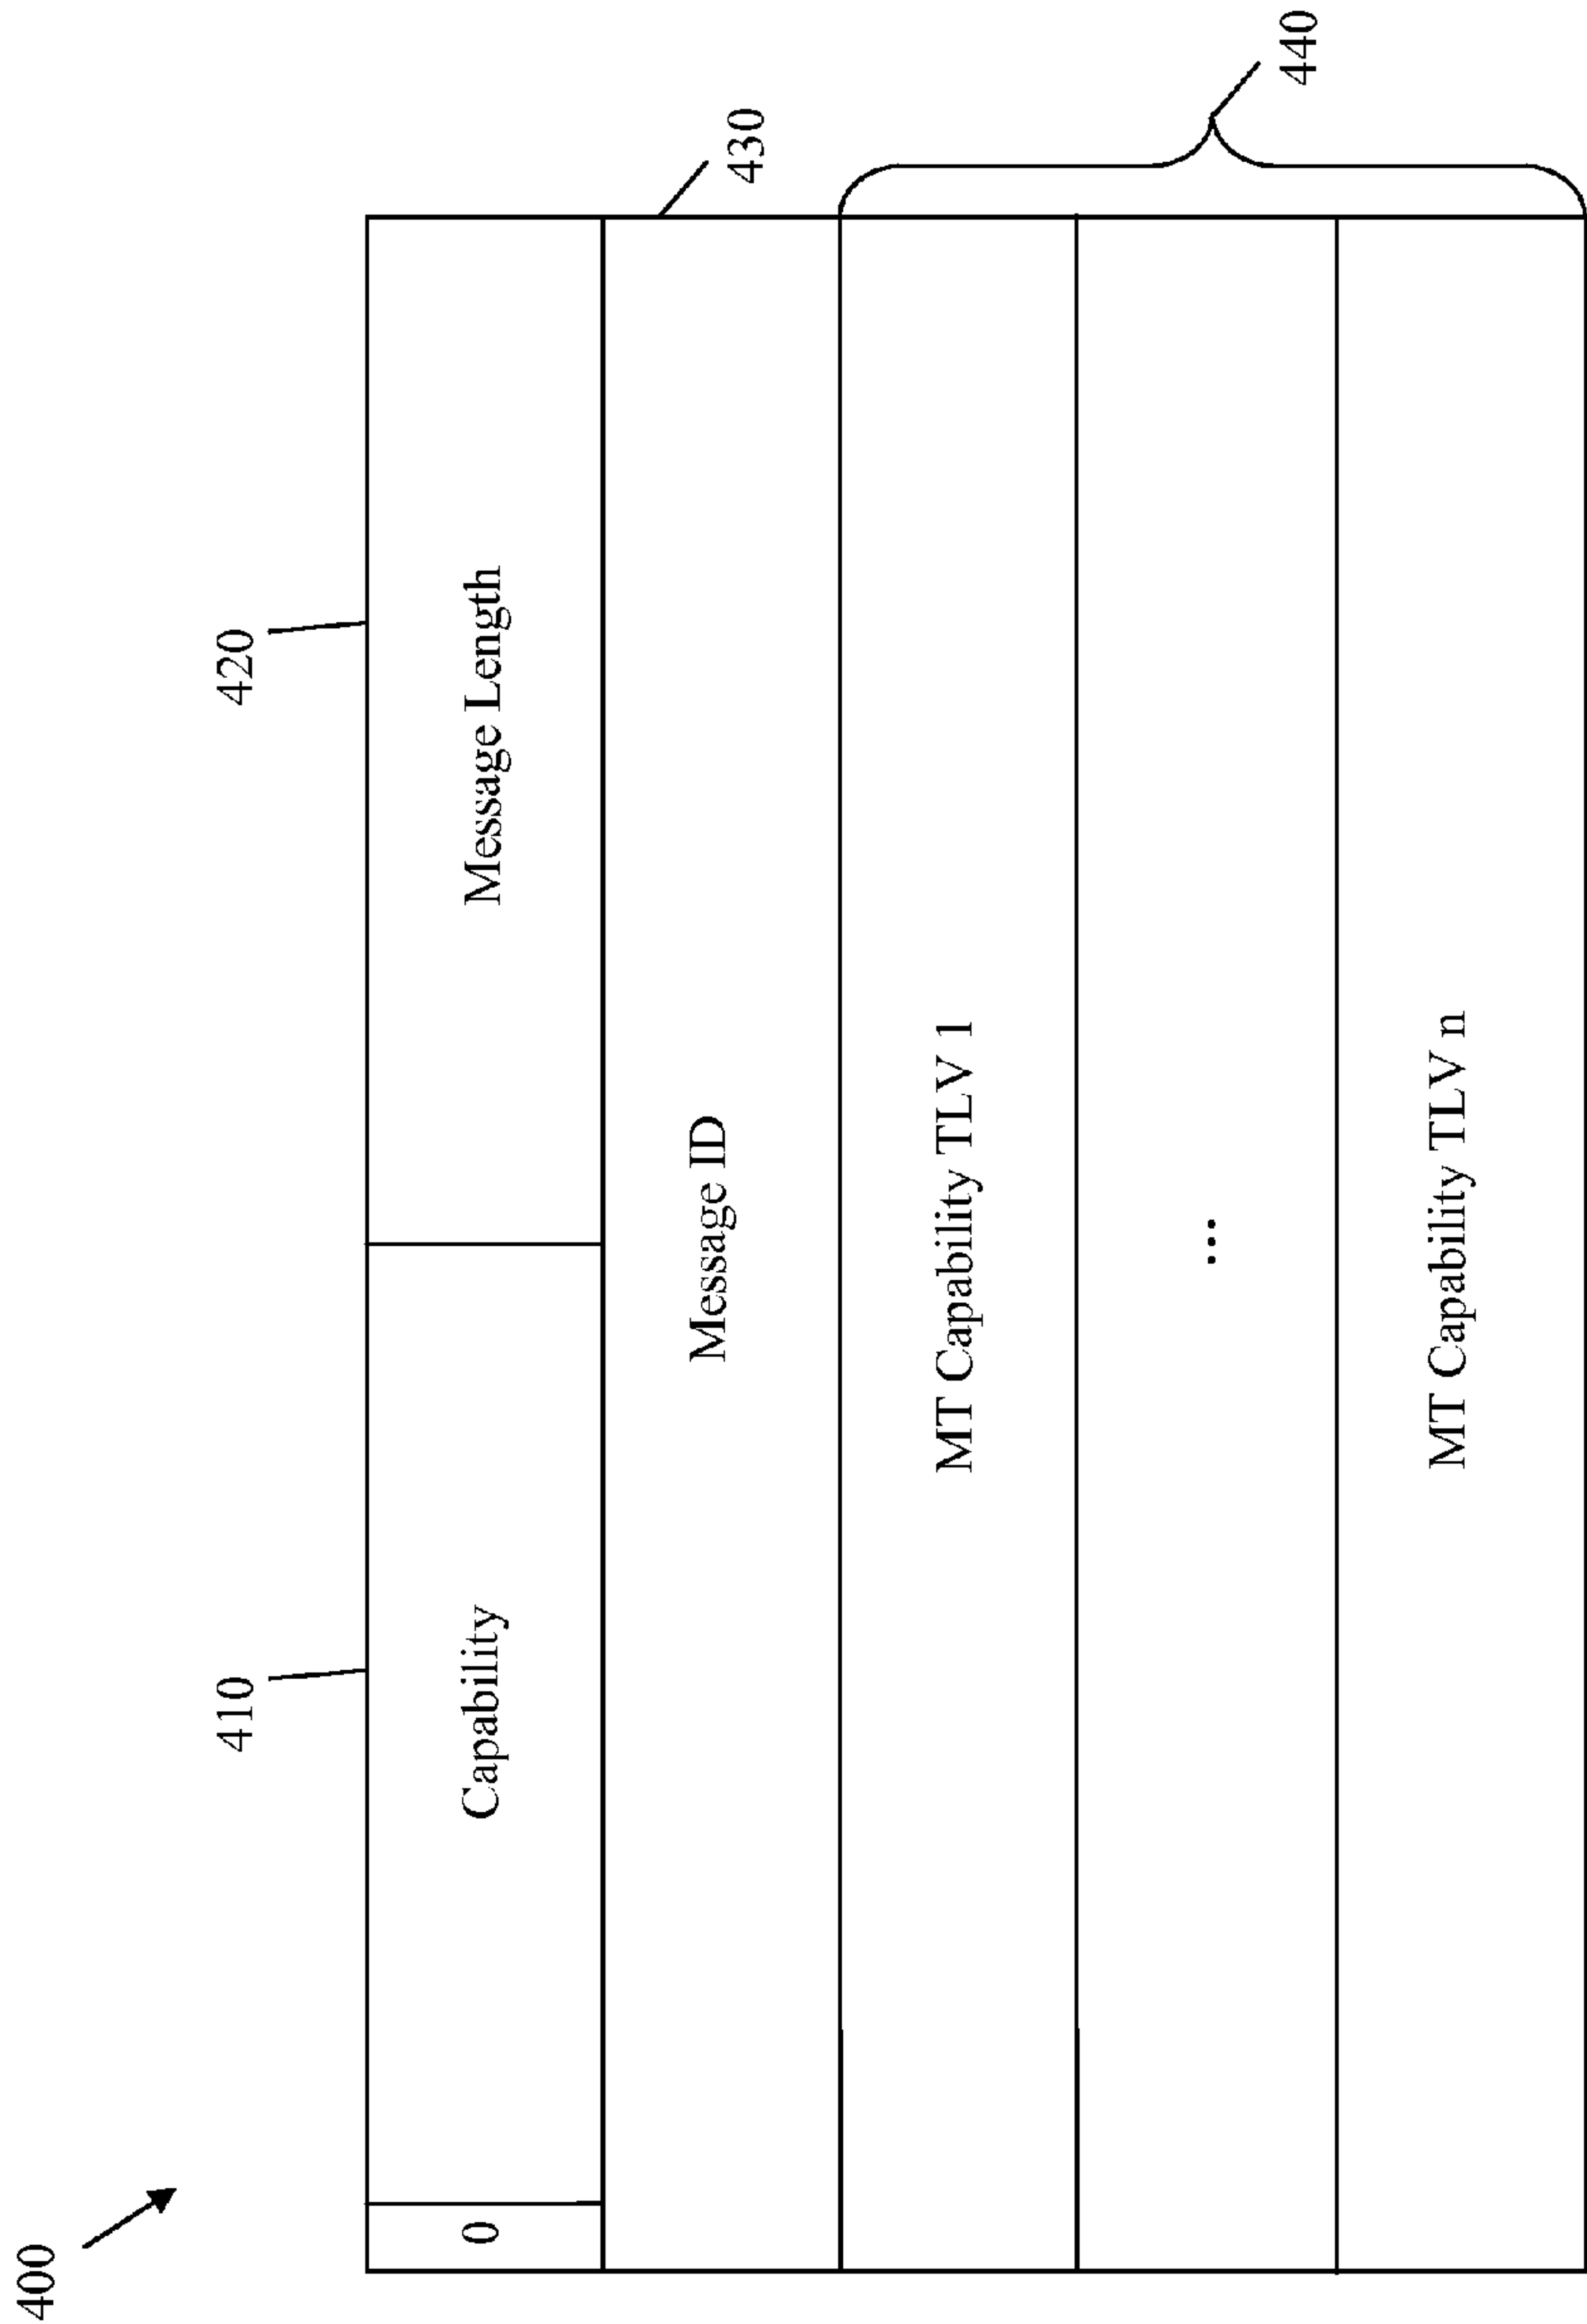 400
410
420
0
Capability
Message Length
430
Message ID
MT Capability TLV 1
440
...
MT Capability TLV n